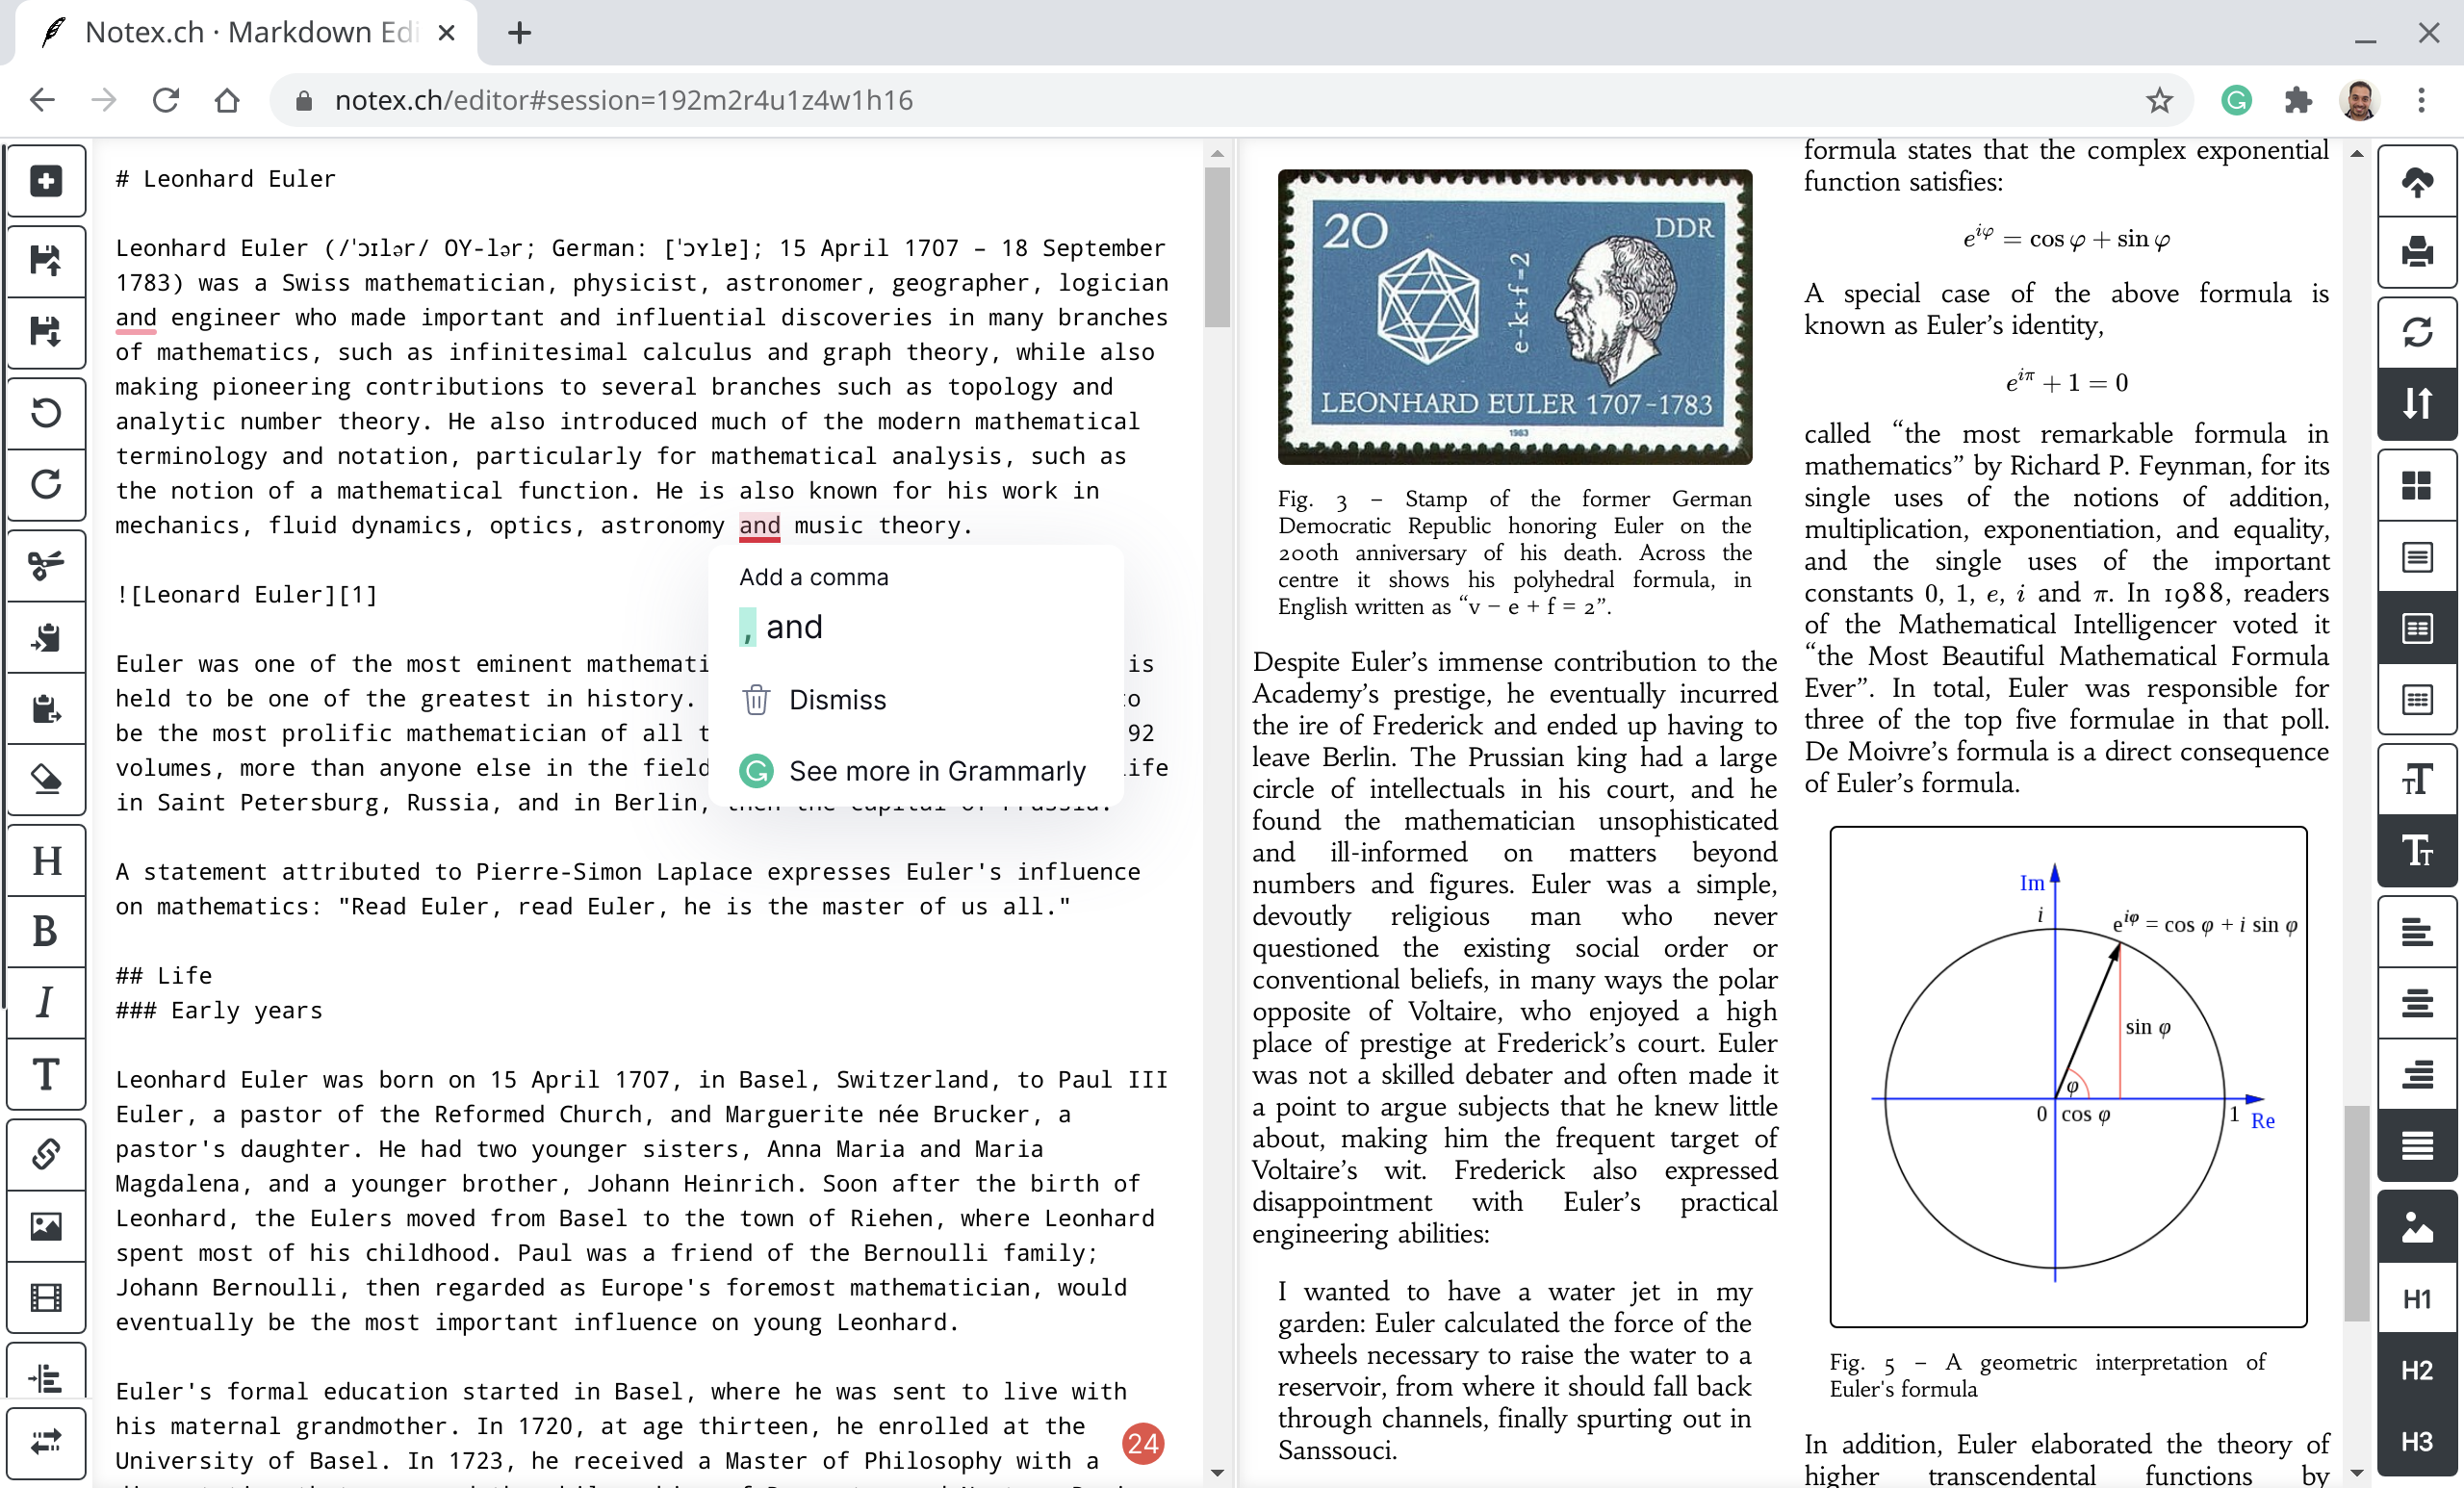 Notex.ch · Markdown Edi
notex.ch/editor#session=192m2r4u1z4w1h16
# Leonhard Euler
Leonhard Euler (/ˈɔɪlər/ OY-lər; German: [ˈɔʏlɐ]; 15 April 1707 – 18 September
1783) was a Swiss mathematician, physicist, astronomer, geographer, logician
and engineer who made important and influential discoveries in many branches
of mathematics, such as infinitesimal calculus and graph theory, while also
making pioneering contributions to several branches such as topology and
analytic number theory. He also introduced much of the modern mathematical
terminology and notation, particularly for mathematical analysis, such as
the notion of a mathematical function. He is also known for his work in
mechanics, fluid dynamics, optics, astronomy and music theory.
![Leonard Euler][1]
Add a comma
, and
Dismiss
See more in Grammarly
Euler was one of the most eminent mathemati is
held to be one of the greatest in history.
be the most prolific mathematician of all t 92
volumes, more than anyone else in the field ife
in Saint Petersburg, Russia, and in Berlin, then the capital of Prussia.
A statement attributed to Pierre-Simon Laplace expresses Euler's influence
on mathematics: "Read Euler, read Euler, he is the master of us all."
## Life
### Early years
Leonhard Euler was born on 15 April 1707, in Basel, Switzerland, to Paul III
Euler, a pastor of the Reformed Church, and Marguerite née Brucker, a
pastor's daughter. He had two younger sisters, Anna Maria and Maria
Magdalena, and a younger brother, Johann Heinrich. Soon after the birth of
Leonhard, the Eulers moved from Basel to the town of Riehen, where Leonhard
spent most of his childhood. Paul was a friend of the Bernoulli family;
Johann Bernoulli, then regarded as Europe's foremost mathematician, would
eventually be the most important influence on young Leonhard.
Euler's formal education started in Basel, where he was sent to live with
his maternal grandmother. In 1720, at age thirteen, he enrolled at the
University of Basel. In 1723, he received a Master of Philosophy with a
24
H
B
I
T
20 DDR
e-k+f=2
LEONHARD EULER 1707-1783
1983
Fig. 3 – Stamp of the former German
Democratic Republic honoring Euler on the
200th anniversary of his death. Across the
centre it shows his polyhedral formula, in
English written as “v − e + f = 2”.
Despite Euler’s immense contribution to the
Academy’s prestige, he eventually incurred
the ire of Frederick and ended up having to
leave Berlin. The Prussian king had a large
circle of intellectuals in his court, and he
found the mathematician unsophisticated
and ill-informed on matters beyond
numbers and figures. Euler was a simple,
devoutly religious man who never
questioned the existing social order or
conventional beliefs, in many ways the polar
opposite of Voltaire, who enjoyed a high
place of prestige at Frederick’s court. Euler
was not a skilled debater and often made it
a point to argue subjects that he knew little
about, making him the frequent target of
Voltaire’s wit. Frederick also expressed
disappointment with Euler’s practical
engineering abilities:
I wanted to have a water jet in my
garden: Euler calculated the force of the
wheels necessary to raise the water to a
reservoir, from where it should fall back
through channels, finally spurting out in
Sanssouci.
formula states that the complex exponential
function satisfies:
e^{iφ} = cos φ + sin φ
A special case of the above formula is
known as Euler’s identity,
e^{iπ} + 1 = 0
called “the most remarkable formula in
mathematics” by Richard P. Feynman, for its
single uses of the notions of addition,
multiplication, exponentiation, and equality,
and the single uses of the important
constants 0, 1, e, i and π. In 1988, readers
of the Mathematical Intelligencer voted it
“the Most Beautiful Mathematical Formula
Ever”. In total, Euler was responsible for
three of the top five formulae in that poll.
De Moivre’s formula is a direct consequence
of Euler’s formula.
Im
i
e^{iφ} = cos φ + i sin φ
sin φ
φ
0 cos φ 1 Re
Fig. 5 – A geometric interpretation of
Euler's formula
In addition, Euler elaborated the theory of
higher transcendental functions by
TT
TT
H1
H2
H3